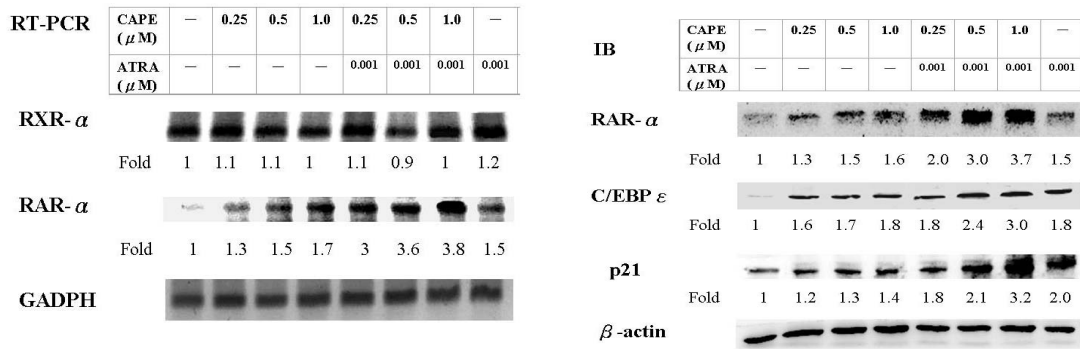 RT-PCR
CAPE (μM) — 0.25 0.5 1.0 0.25 0.5 1.0 —
ATRA (μM) — — — — 0.001 0.001 0.001 0.001
RXR-α
Fold 1 1.1 1.1 1 1.1 0.9 1 1.2
RAR-α
Fold 1 1.3 1.5 1.7 3 3.6 3.8 1.5
GADPH
IB
CAPE (μM) — 0.25 0.5 1.0 0.25 0.5 1.0 —
ATRA (μM) — — — — 0.001 0.001 0.001 0.001
RAR-α
Fold 1 1.3 1.5 1.6 2.0 3.0 3.7 1.5
C/EBP ε
Fold 1 1.6 1.7 1.8 1.8 2.4 3.0 1.8
p21
Fold 1 1.2 1.3 1.4 1.8 2.1 3.2 2.0
β-actin